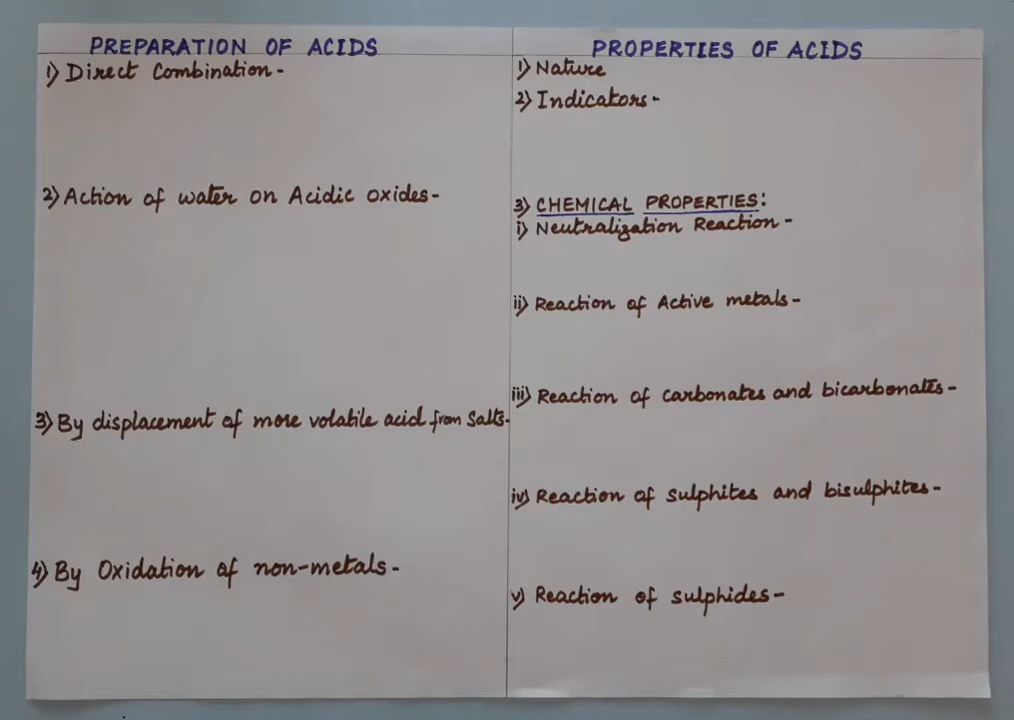 PREPARATION OF ACIDS
1) Direct Combination-
2) Action of water on Acidic oxides-
3) By displacement of more volatile acid from Salts-
4) By Oxidation of non-metals-
PROPERTIES OF ACIDS
1) Nature
2) Indicators-
3) CHEMICAL PROPERTIES:
i) Neutralization Reaction-
ii) Reaction of Active metals-
iii) Reaction of carbonates and bicarbonates-
iv) Reaction of sulphites and bisulphites-
v) Reaction of sulphides-